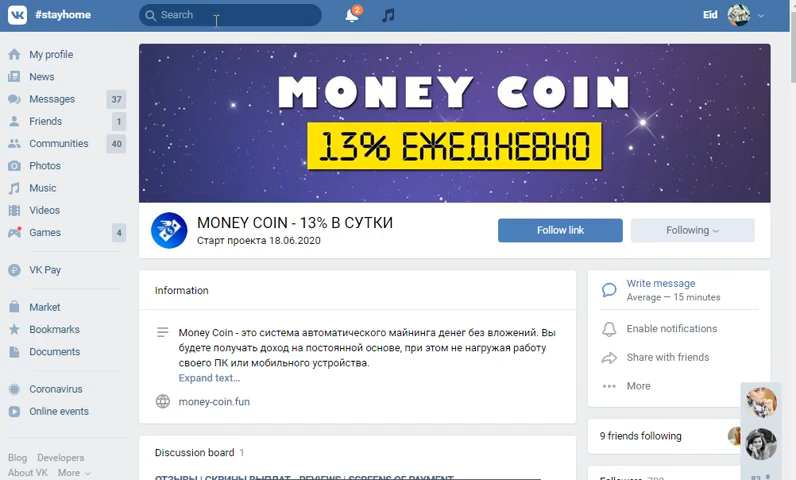 #stayhome
Search
2
Eid
My profile
News
Messages 37
Friends 1
Communities 40
Photos
Music
Videos
Games 4
VK Pay
Market
Bookmarks
Documents
Coronavirus
Online events
Blog Developers
About VK More
MONEY COIN
13% ЕЖЕДНЕВНО
MONEY COIN - 13% В СУТКИ
Старт проекта 18.06.2020
Follow link
Following
Information
Money Coin - это система автоматического майнинга денег без вложений. Вы
будете получать доход на постоянной основе, при этом не нагружая работу
своего ПК или мобильного устройства.
Expand text...
money-coin.fun
Discussion board 1
ОТЗЫВЫ | СКРИНЫ ВЫПЛАТ - REVIEWS | SCREENS OF PAYMENT
Write message
Average — 15 minutes
Enable notifications
Share with friends
More
9 friends following
Followers
83